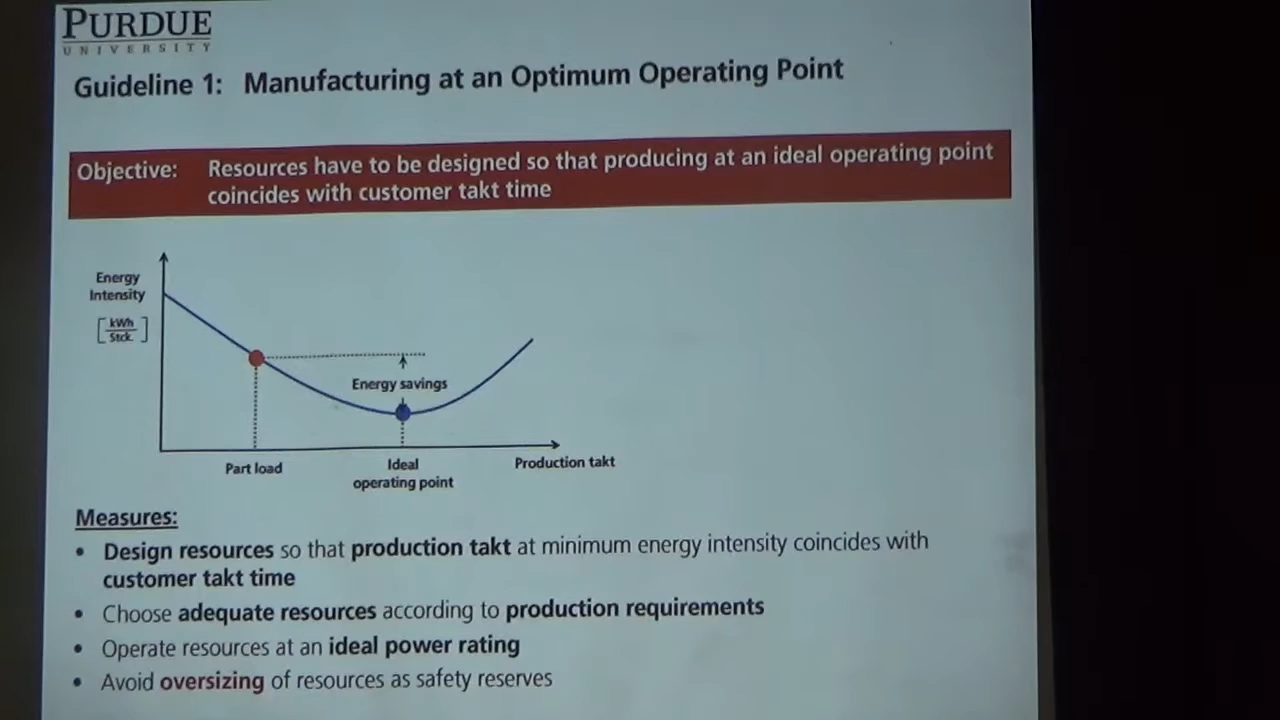 PURDUE
UNIVERSITY
Guideline 1: Manufacturing at an Optimum Operating Point
Objective: Resources have to be designed so that producing at an ideal operating point
coincides with customer takt time
Energy
Intensity
[kWh
Stck.]
Energy savings
Part load
Ideal
operating point
Production takt
Measures:
• Design resources so that production takt at minimum energy intensity coincides with
customer takt time
• Choose adequate resources according to production requirements
• Operate resources at an ideal power rating
• Avoid oversizing of resources as safety reserves